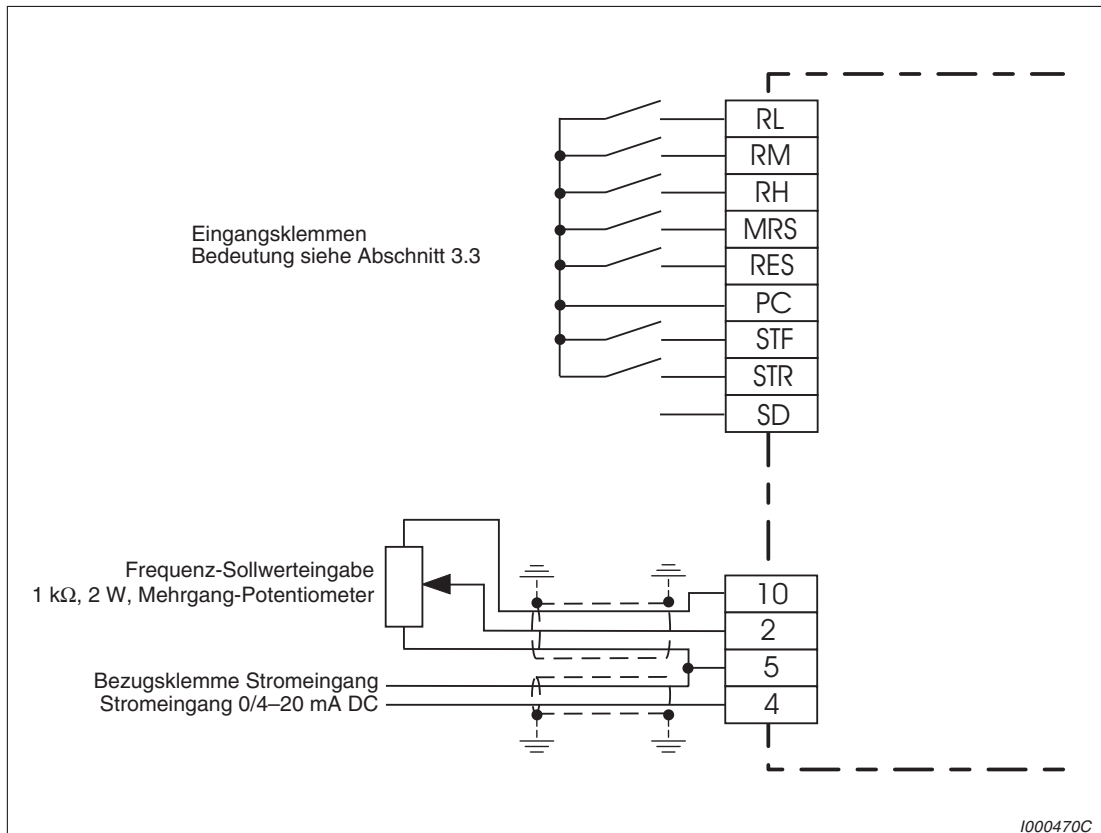 RL
RM
RH
MRS
RES
PC
STF
STR
SD
Eingangsklemmen
Bedeutung siehe Abschnitt 3.3
Frequenz-Sollwerteingabe
1 kΩ, 2 W, Mehrgang-Potentiometer
Bezugsklemme Stromeingang
Stromeingang 0/4–20 mA DC
10
2
5
4
I000470C